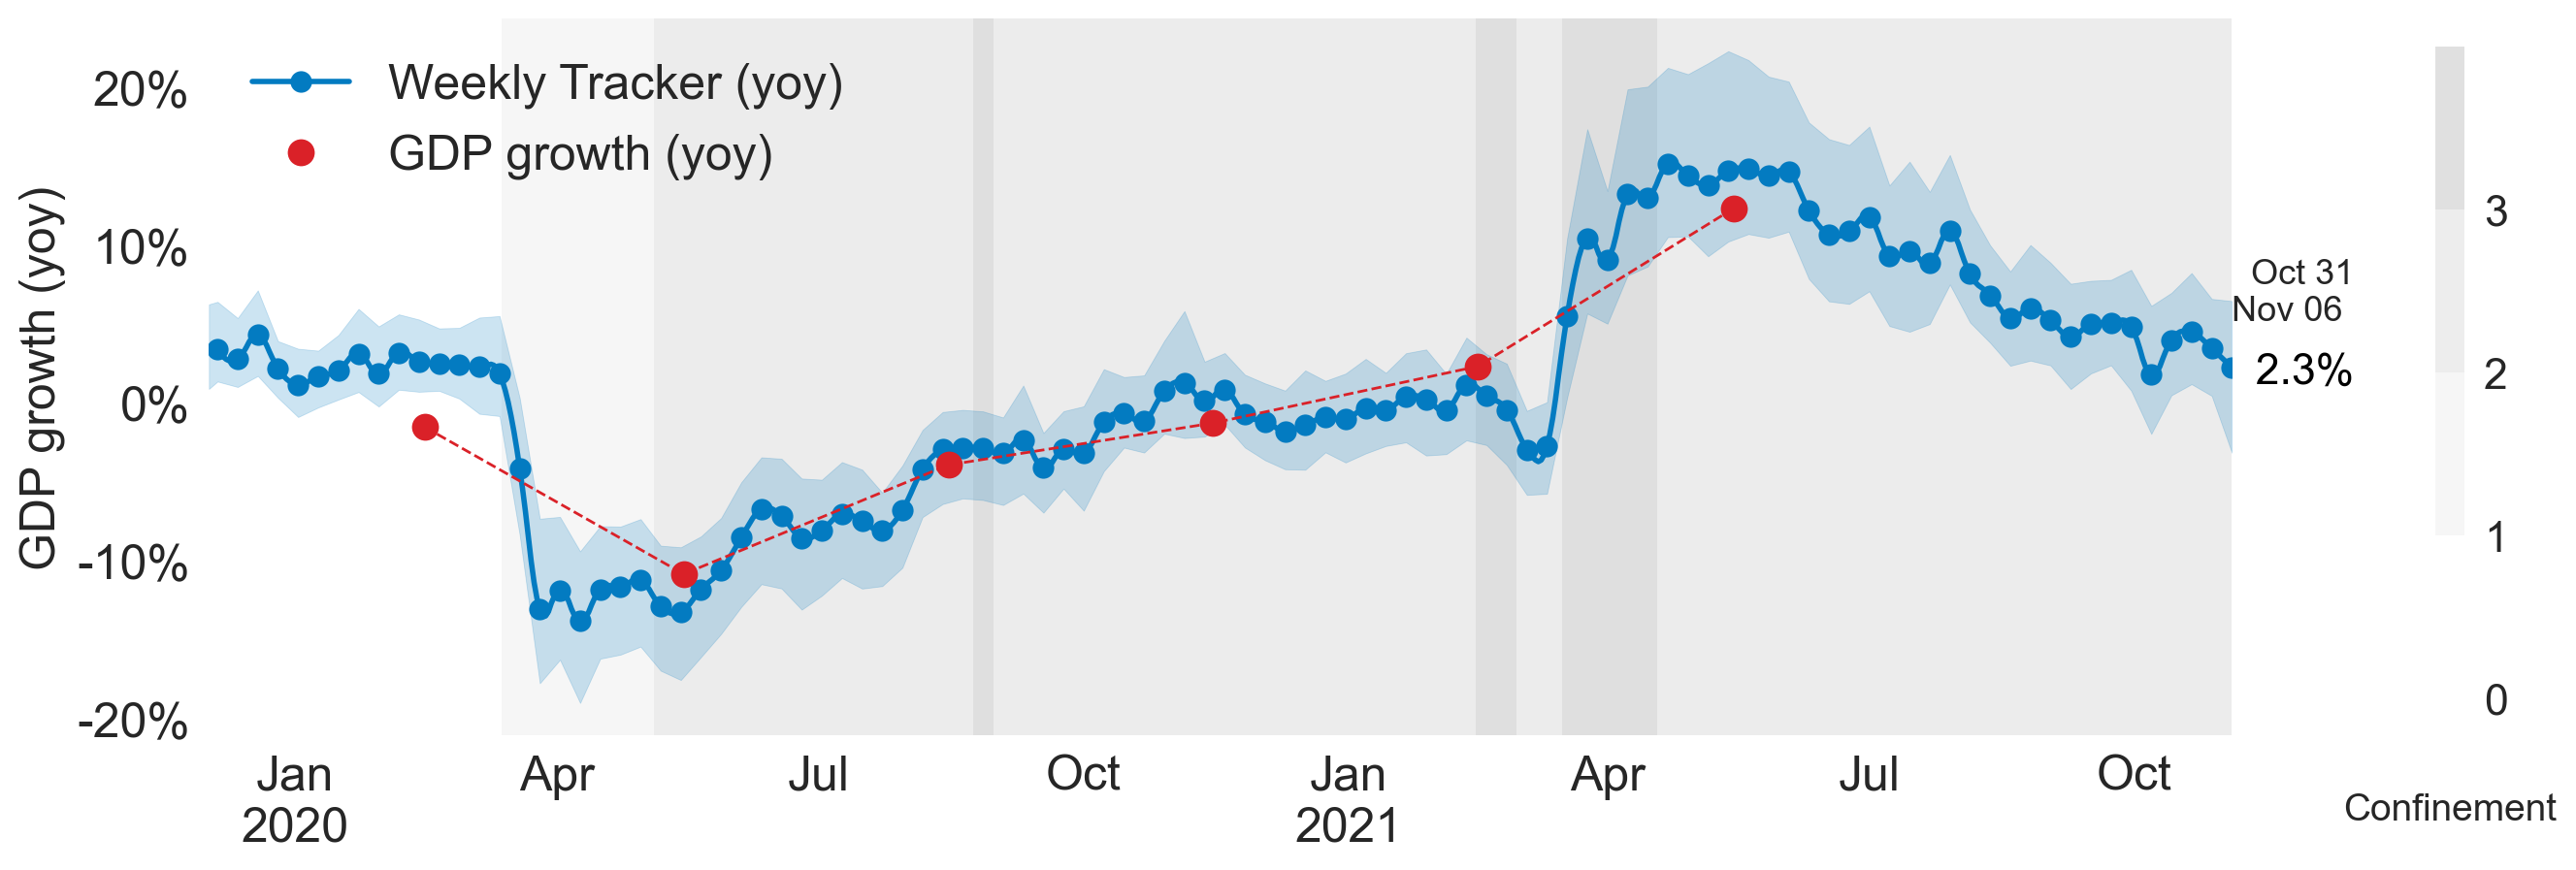 Weekly Tracker (yoy)
GDP growth (yoy)
GDP growth (yoy)
20%
10%
0%
-10%
-20%
Jan
2020
Apr
Jul
Oct
Jan
2021
Apr
Jul
Oct
Oct 31
Nov 06
2.3%
3
2
1
0
Confinement